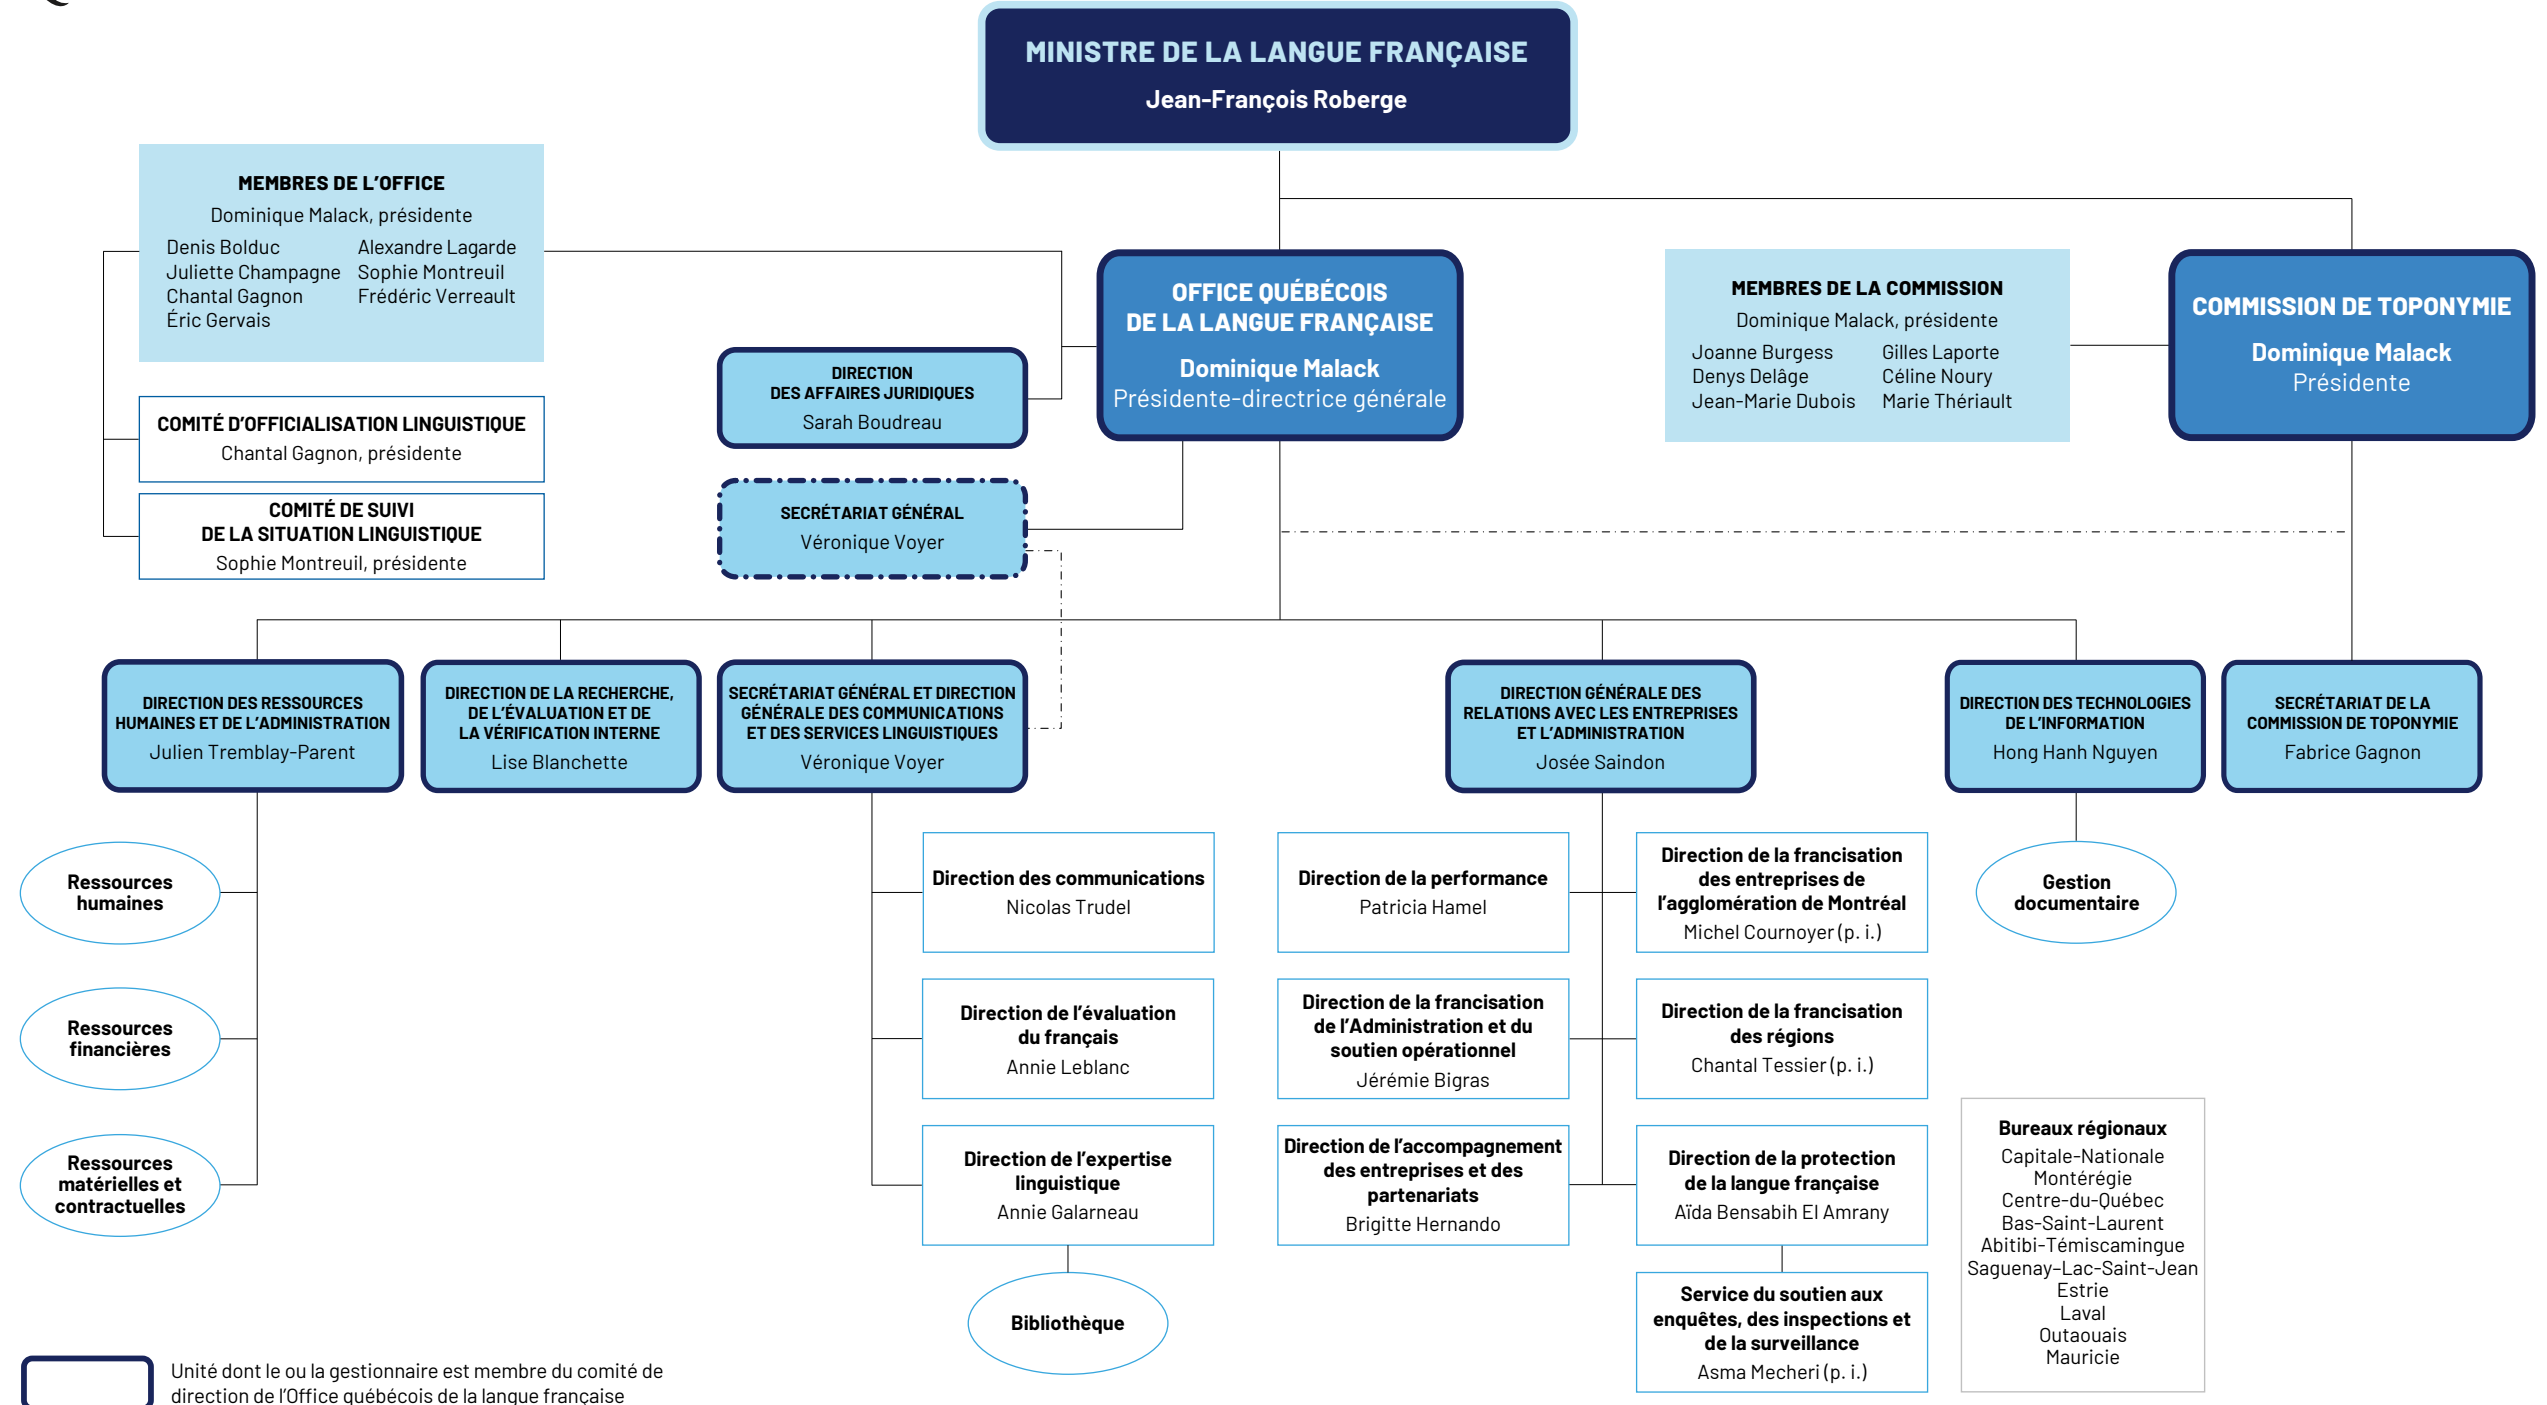 MINISTRE DE LA LANGUE FRANÇAISE
Jean-François Roberge
MEMBRES DE L’OFFICE
Dominique Malack, présidente
Denis Bolduc
Juliette Champagne
Chantal Gagnon
Éric Gervais
Alexandre Lagarde
Sophie Montreuil
Frédéric Verreault
COMITÉ D’OFFICIALISATION LINGUISTIQUE
Chantal Gagnon, présidente
COMITÉ DE SUIVI
DE LA SITUATION LINGUISTIQUE
Sophie Montreuil, présidente
DIRECTION
DES AFFAIRES JURIDIQUES
Sarah Boudreau
SECRÉTARIAT GÉNÉRAL
Véronique Voyer
OFFICE QUÉBÉCOIS
DE LA LANGUE FRANÇAISE
Dominique Malack
Présidente-directrice générale
MEMBRES DE LA COMMISSION
Dominique Malack, présidente
Joanne Burgess
Denys Delâge
Jean-Marie Dubois
Gilles Laporte
Céline Noury
Marie Thériault
COMMISSION DE TOPONYMIE
Dominique Malack
Présidente
DIRECTION DES RESSOURCES
HUMAINES ET DE L’ADMINISTRATION
Julien Tremblay-Parent
DIRECTION DE LA RECHERCHE,
DE L’ÉVALUATION ET DE
LA VÉRIFICATION INTERNE
Lise Blanchette
SECRÉTARIAT GÉNÉRAL ET DIRECTION
GÉNÉRALE DES COMMUNICATIONS
ET DES SERVICES LINGUISTIQUES
Véronique Voyer
DIRECTION GÉNÉRALE DES
RELATIONS AVEC LES ENTREPRISES
ET L’ADMINISTRATION
Josée Saindon
DIRECTION DES TECHNOLOGIES
DE L’INFORMATION
Hong Hanh Nguyen
SECRÉTARIAT DE LA
COMMISSION DE TOPONYMIE
Fabrice Gagnon
Ressources
humaines
Ressources
financières
Ressources
matérielles et
contractuelles
Direction des communications
Nicolas Trudel
Direction de l’évaluation
du français
Annie Leblanc
Direction de l’expertise
linguistique
Annie Galarneau
Bibliothèque
Direction de la performance
Patricia Hamel
Direction de la francisation
de l’Administration et du
soutien opérationnel
Jérémie Bigras
Direction de l’accompagnement
des entreprises et des
partenariats
Brigitte Hernando
Direction de la francisation
des entreprises de
l’agglomération de Montréal
Michel Cournoyer (p. i.)
Direction de la francisation
des régions
Chantal Tessier (p. i.)
Direction de la protection
de la langue française
Aïda Bensabih El Amrany
Service du soutien aux
enquêtes, des inspections et
de la surveillance
Asma Mecheri (p. i.)
Gestion
documentaire
Bureaux régionaux
Capitale-Nationale
Montérégie
Centre-du-Québec
Bas-Saint-Laurent
Abitibi-Témiscamingue
Saguenay–Lac-Saint-Jean
Estrie
Laval
Outaouais
Mauricie
Unité dont le ou la gestionnaire est membre du comité de
direction de l’Office québécois de la langue française